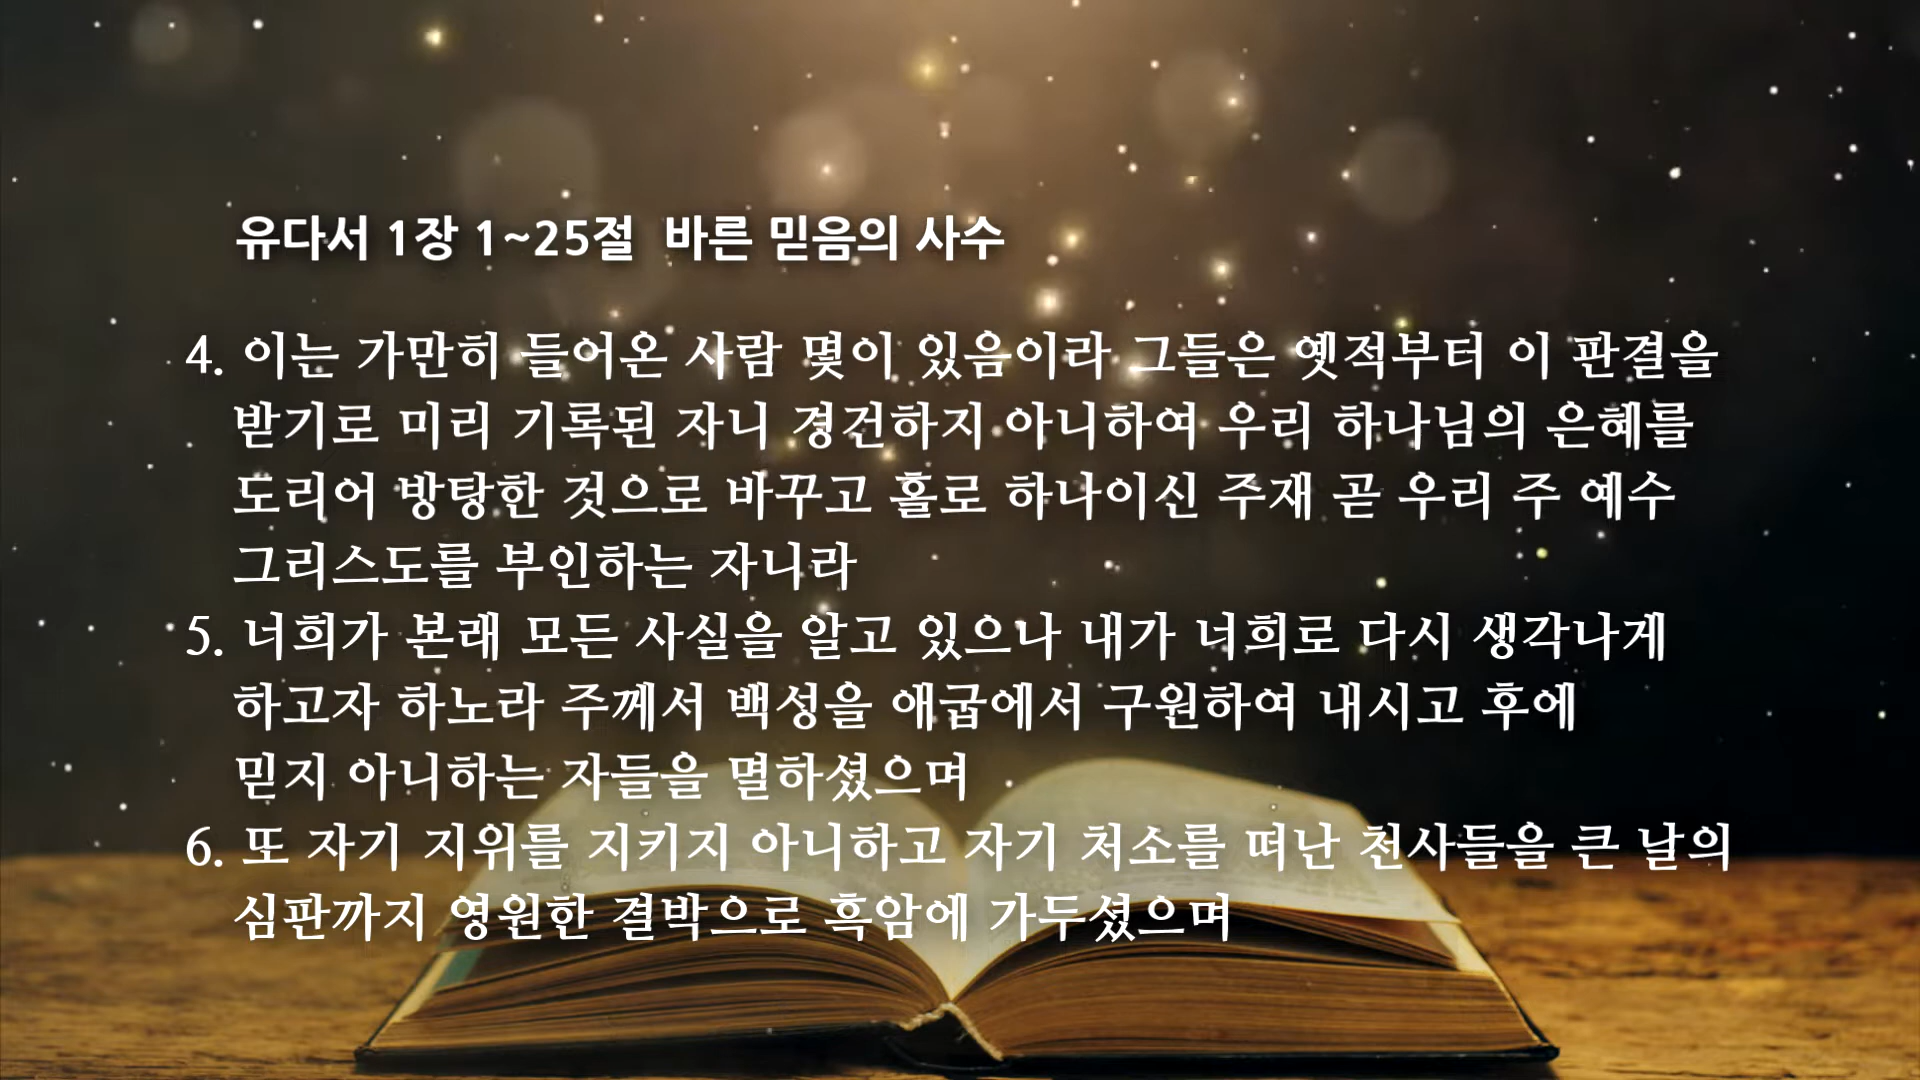 유다서 1장 1~25절  바른 믿음의 사수
4. 이는 가만히 들어온 사람 몇이 있음이라 그들은 옛적부터 이 판결을
받기로 미리 기록된 자니 경건하지 아니하여 우리 하나님의 은혜를
도리어 방탕한 것으로 바꾸고 홀로 하나이신 주재 곧 우리 주 예수
그리스도를 부인하는 자니라
5. 너희가 본래 모든 사실을 알고 있으나 내가 너희로 다시 생각나게
하고자 하노라 주께서 백성을 애굽에서 구원하여 내시고 후에
믿지 아니하는 자들을 멸하셨으며
6. 또 자기 지위를 지키지 아니하고 자기 처소를 떠난 천사들을 큰 날의
심판까지 영원한 결박으로 흑암에 가두셨으며